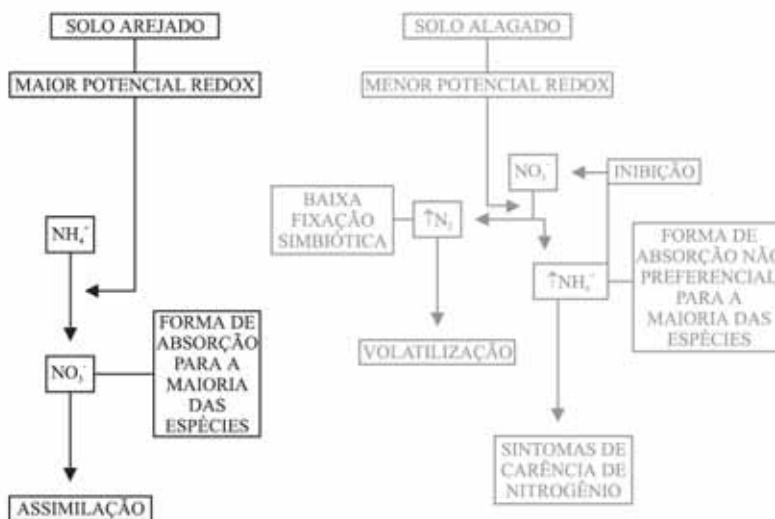 SOLO AREJADO
MAIOR POTENCIAL REDOX
NH₄⁻
FORMA DE
ABSORÇÃO
PARA A
MAIORIA
DAS
ESPÉCIES
NO₃⁻
ASSIMILAÇÃO
SOLO ALAGADO
MENOR POTENCIAL REDOX
NO₃⁻
INIBIÇÃO
BAIXA
FIXAÇÃO
SIMBIÓTICA
↑N₂
↑NH₄⁻
FORMA DE
ABSORÇÃO NÃO
PREFERENCIAL
PARA A
MAIORIA DAS
ESPÉCIES
VOLATILIZAÇÃO
SINTOMAS DE
CARÊNCIA DE
NITROGÊNIO